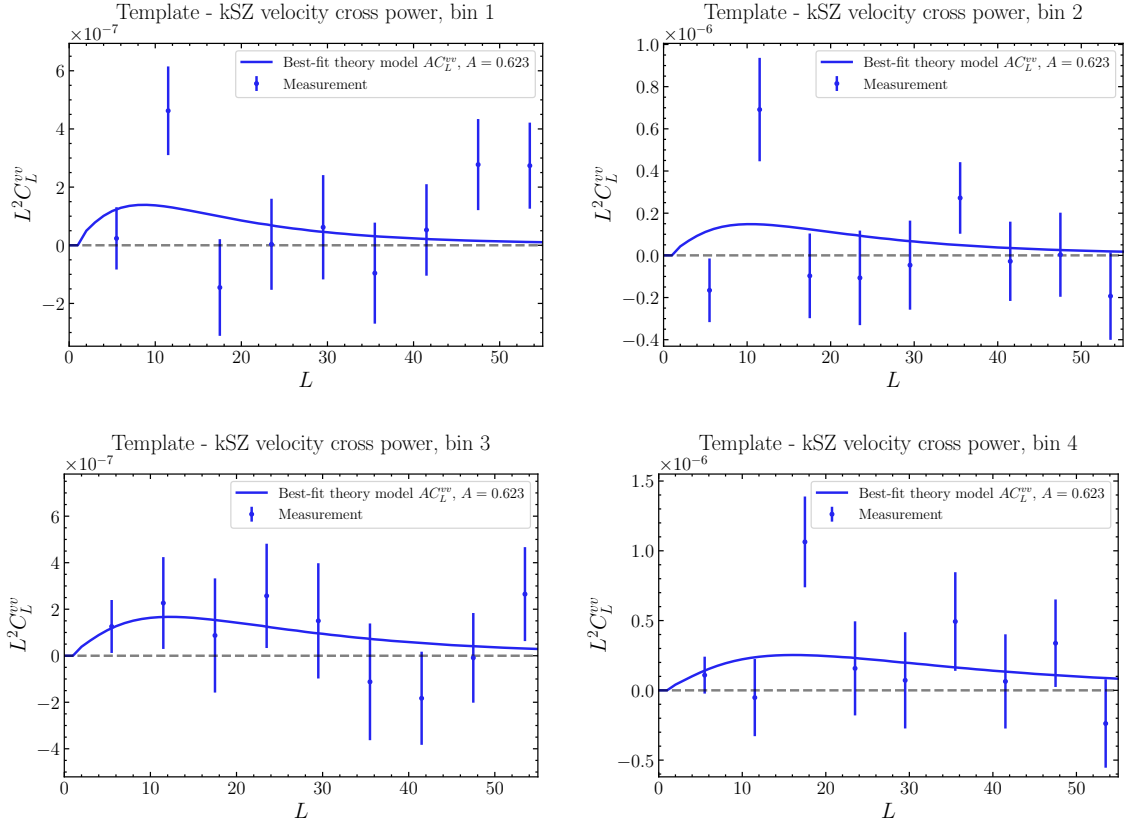 Template - kSZ velocity cross power, bin 1
×10⁻⁷
Best-fit theory model AC_L^{vv}, A = 0.623
Measurement
6
4
2
0
−2
L²C_L^{vv}
0 10 20 30 40 50
L
Template - kSZ velocity cross power, bin 2
×10⁻⁶
Best-fit theory model AC_L^{vv}, A = 0.623
Measurement
1.0
0.8
0.6
0.4
0.2
0.0
−0.2
−0.4
L²C_L^{vv}
0 10 20 30 40 50
L
Template - kSZ velocity cross power, bin 3
×10⁻⁷
Best-fit theory model AC_L^{vv}, A = 0.623
Measurement
6
4
2
0
−2
−4
L²C_L^{vv}
0 10 20 30 40 50
L
Template - kSZ velocity cross power, bin 4
×10⁻⁶
Best-fit theory model AC_L^{vv}, A = 0.623
Measurement
1.5
1.0
0.5
0.0
−0.5
L²C_L^{vv}
0 10 20 30 40 50
L